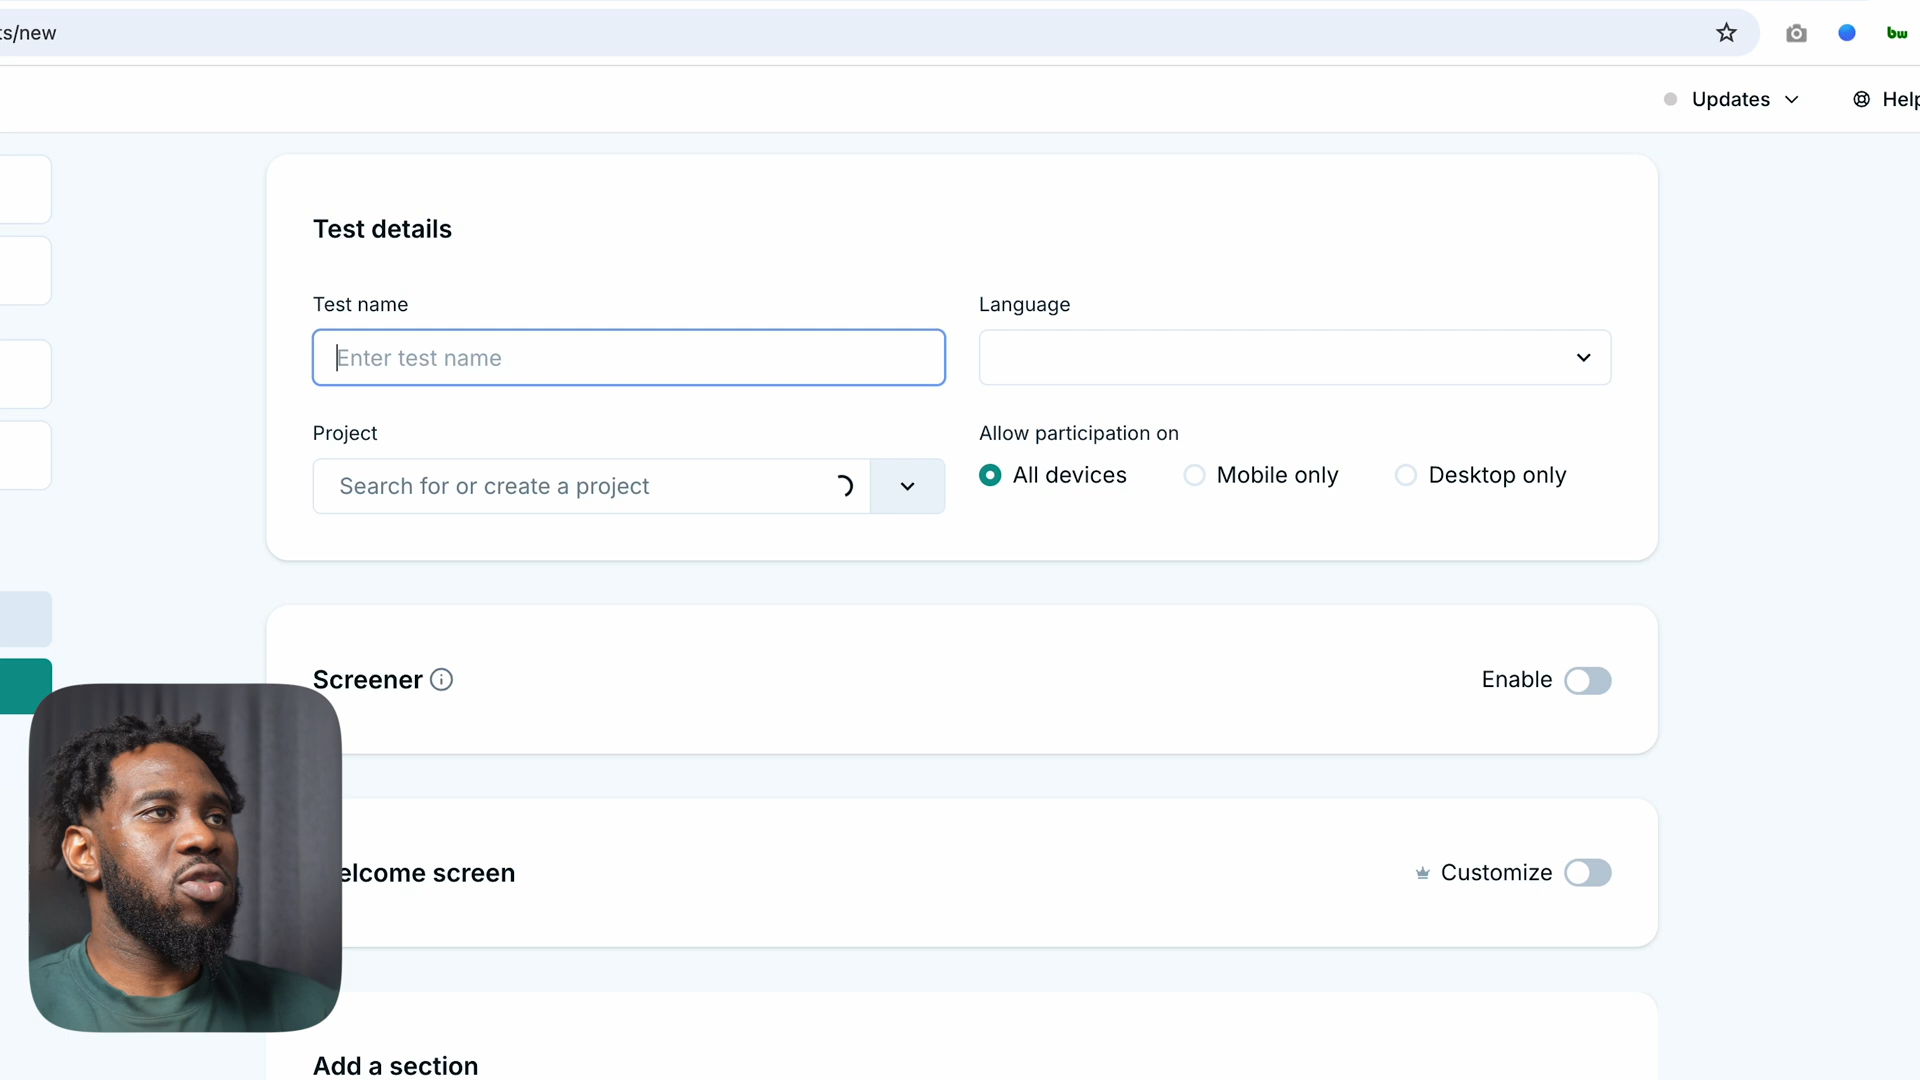 ts/new
bw
Updates
Help
Test details
Test name
Language
Enter test name
Project
Allow participation on
Search for or create a project
All devices
Mobile only
Desktop only
Screener
Enable
elcome screen
Customize
Add a section